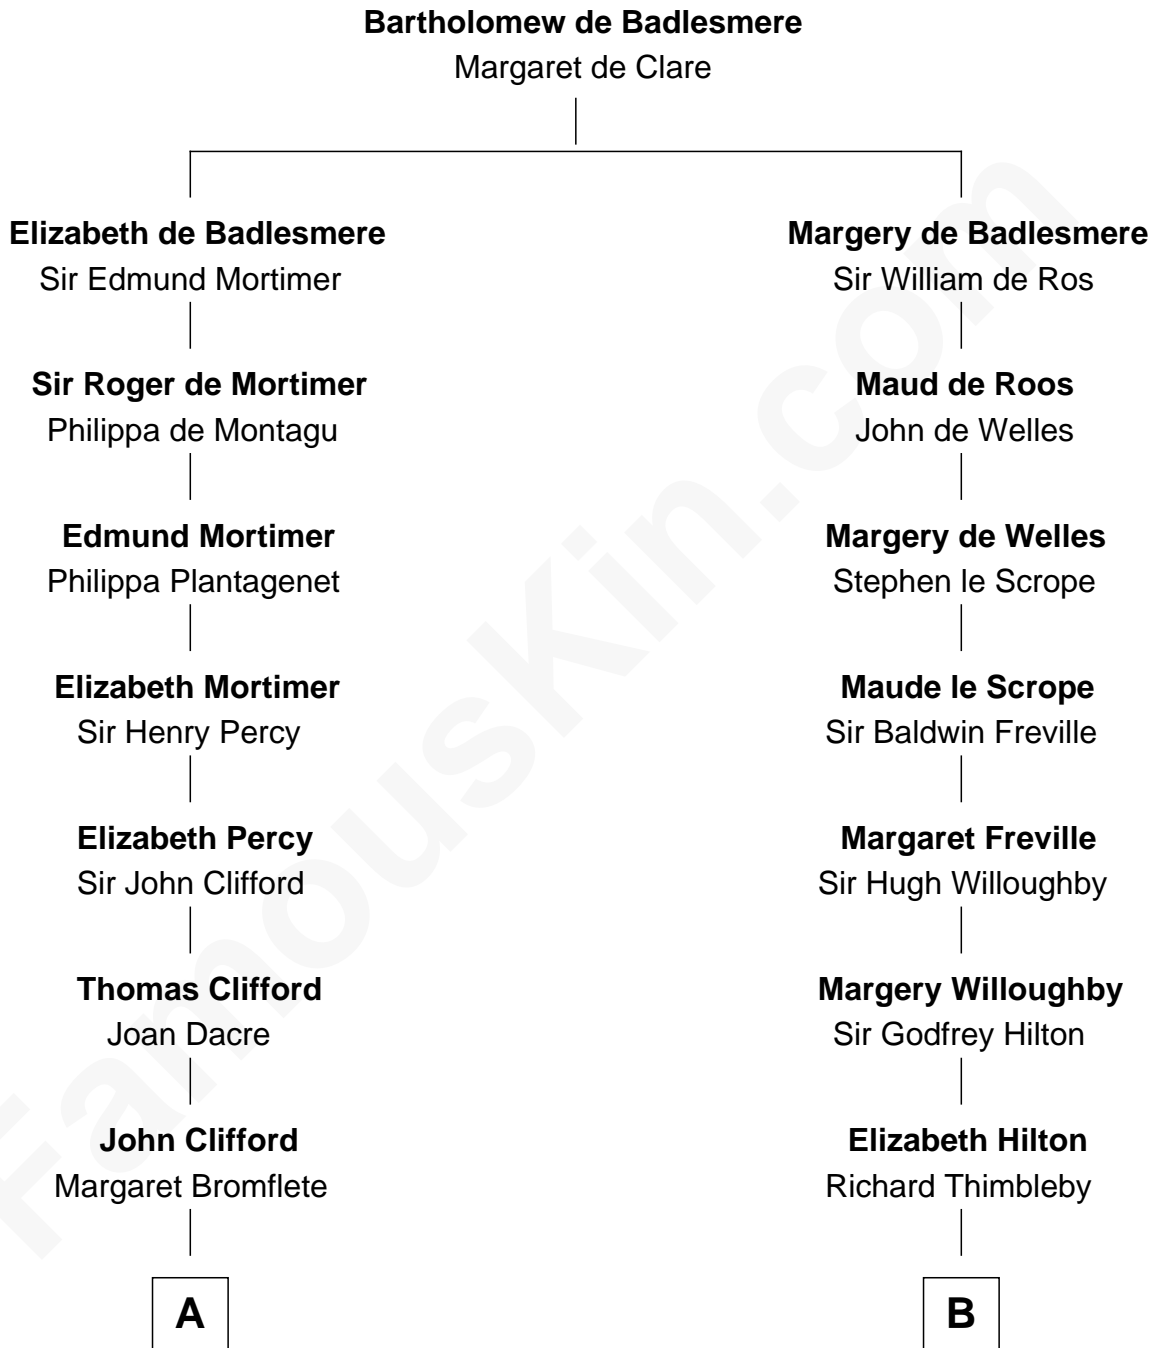 Bartholomew de Badlesmere
Margaret de Clare
Elizabeth de Badlesmere
Sir Edmund Mortimer
Margery de Badlesmere
Sir William de Ros
Sir Roger de Mortimer
Philippa de Montagu
Maud de Roos
John de Welles
Edmund Mortimer
Philippa Plantagenet
Margery de Welles
Stephen le Scrope
Elizabeth Mortimer
Sir Henry Percy
Maude le Scrope
Sir Baldwin Freville
Elizabeth Percy
Sir John Clifford
Margaret Freville
Sir Hugh Willoughby
Thomas Clifford
Joan Dacre
Margery Willoughby
Sir Godfrey Hilton
John Clifford
Margaret Bromflete
Elizabeth Hilton
Richard Thimbleby
A
B
FamousKin.com